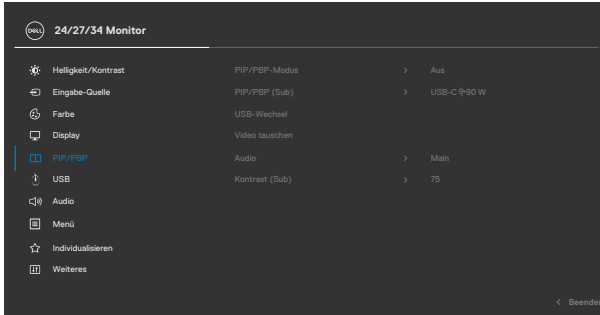 DELL 24/27/34 Monitor
Helligkeit/Kontrast PIP/PBP-Modus > Aus
Eingabe-Quelle PIP/PBP (Sub) > USB-C 90 W
Farbe USB-Wechsel
Display Video tauschen
PIP/PBP Audio > Main
USB Kontrast (Sub) > 75
Audio
Menü
Individualisieren
Weiteres
< Beenden